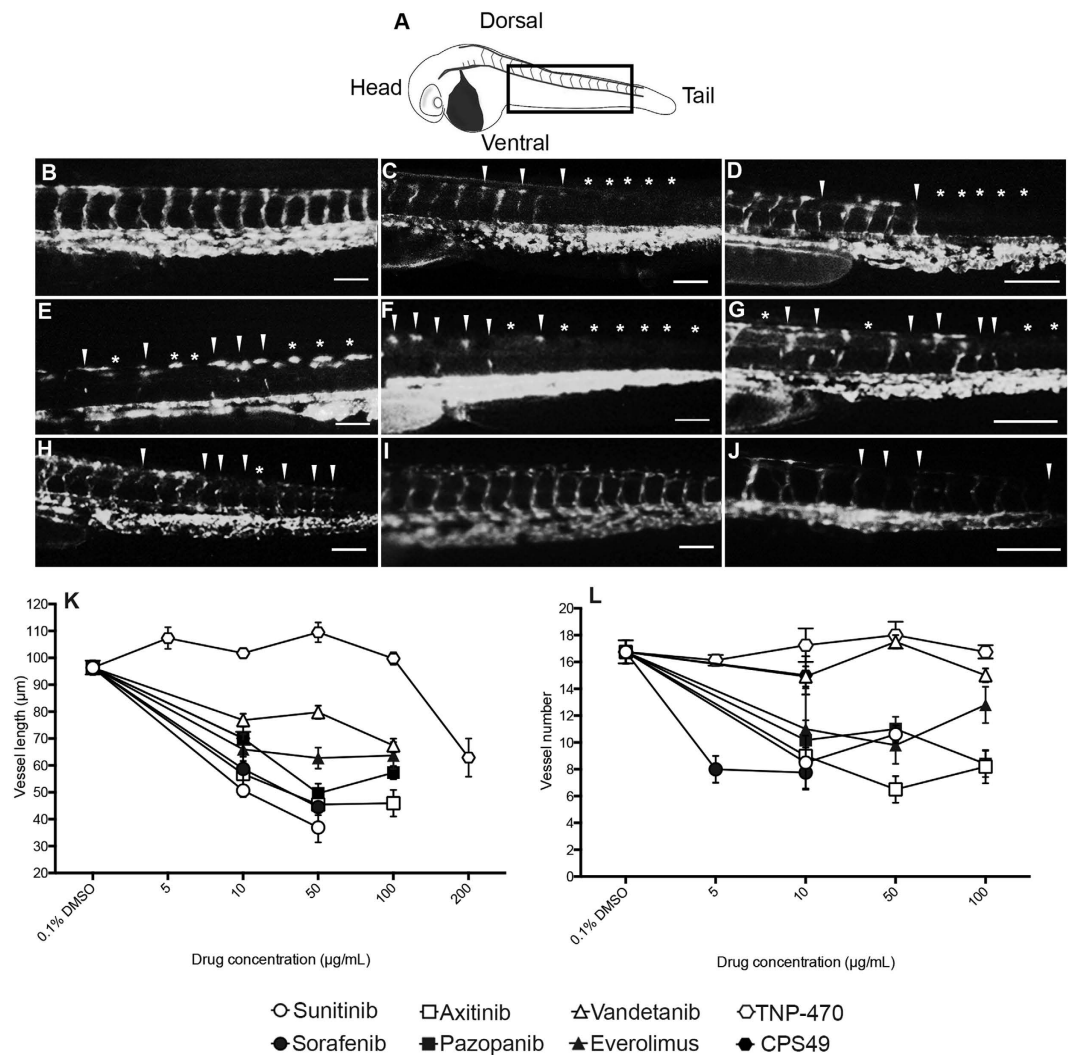 A
Dorsal
Head
Tail
Ventral
B
C
* * * * *
D
* * * * *
E
* * * * * *
F
* * * * * * *
G
* * * *
H
*
I
J
K
120
110
100
90
80
70
60
50
40
30
20
Vessel length (µm)
0.1% DMSO
5
10
50
100
200
Drug concentration (µg/mL)
L
20
18
16
14
12
10
8
6
4
2
0
Vessel number
0.1% DMSO
5
10
50
100
Drug concentration (µg/mL)
Sunitinib
Axitinib
Vandetanib
TNP-470
Sorafenib
Pazopanib
Everolimus
CPS49